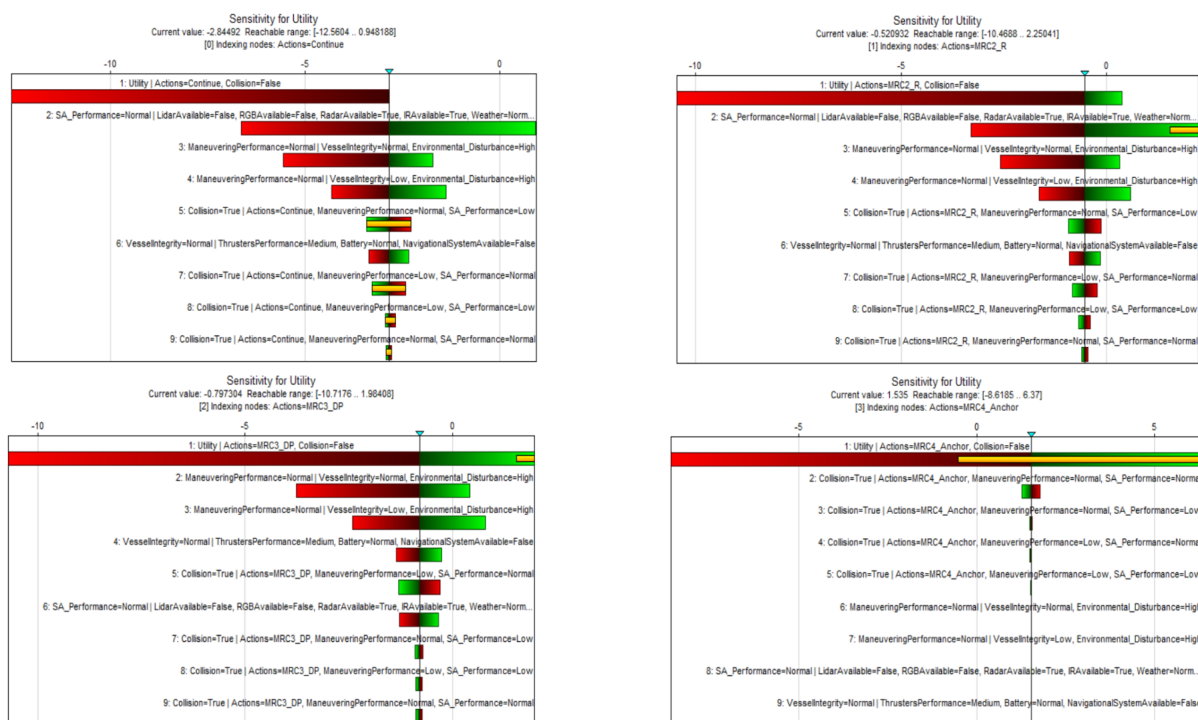 Sensitivity for Utility
Current value: -2.84492 Reachable range: [-12.5604 .. 0.948188]
[0] Indexing nodes: Actions=Continue
-10 -5 0
1: Utility | Actions=Continue, Collision=False
2: SA_Performance=Normal | LidarAvailable=False, RGBAvailable=False, RadarAvailable=True, IRAvailable=True, Weather=Norm...
3: ManeuveringPerformance=Normal | VesselIntegrity=Normal, Environmental_Disturbance=High
4: ManeuveringPerformance=Normal | VesselIntegrity=Low, Environmental_Disturbance=High
5: Collision=True | Actions=Continue, ManeuveringPerformance=Normal, SA_Performance=Low
6: VesselIntegrity=Normal | ThrustersPerformance=Medium, Battery=Normal, NavigationalSystemAvailable=False
7: Collision=True | Actions=Continue, ManeuveringPerformance=Low, SA_Performance=Normal
8: Collision=True | Actions=Continue, ManeuveringPerformance=Low, SA_Performance=Low
9: Collision=True | Actions=Continue, ManeuveringPerformance=Normal, SA_Performance=Normal
Sensitivity for Utility
Current value: -0.520932 Reachable range: [-10.4688 .. 2.25041]
[1] Indexing nodes: Actions=MRC2_R
-10 -5 0
1: Utility | Actions=MRC2_R, Collision=False
2: SA_Performance=Normal | LidarAvailable=False, RGBAvailable=False, RadarAvailable=True, IRAvailable=True, Weather=Norm...
3: ManeuveringPerformance=Normal | VesselIntegrity=Normal, Environmental_Disturbance=High
4: ManeuveringPerformance=Normal | VesselIntegrity=Low, Environmental_Disturbance=High
5: Collision=True | Actions=MRC2_R, ManeuveringPerformance=Normal, SA_Performance=Low
6: VesselIntegrity=Normal | ThrustersPerformance=Medium, Battery=Normal, NavigationalSystemAvailable=False
7: Collision=True | Actions=MRC2_R, ManeuveringPerformance=Low, SA_Performance=Normal
8: Collision=True | Actions=MRC2_R, ManeuveringPerformance=Low, SA_Performance=Low
9: Collision=True | Actions=MRC2_R, ManeuveringPerformance=Normal, SA_Performance=Normal
Sensitivity for Utility
Current value: -0.797304 Reachable range: [-10.7176 .. 1.98408]
[2] Indexing nodes: Actions=MRC3_DP
-10 -5 0
1: Utility | Actions=MRC3_DP, Collision=False
2: ManeuveringPerformance=Normal | VesselIntegrity=Normal, Environmental_Disturbance=High
3: ManeuveringPerformance=Normal | VesselIntegrity=Low, Environmental_Disturbance=High
4: VesselIntegrity=Normal | ThrustersPerformance=Medium, Battery=Normal, NavigationalSystemAvailable=False
5: Collision=True | Actions=MRC3_DP, ManeuveringPerformance=Low, SA_Performance=Normal
6: SA_Performance=Normal | LidarAvailable=False, RGBAvailable=False, RadarAvailable=True, IRAvailable=True, Weather=Norm...
7: Collision=True | Actions=MRC3_DP, ManeuveringPerformance=Normal, SA_Performance=Low
8: Collision=True | Actions=MRC3_DP, ManeuveringPerformance=Low, SA_Performance=Low
9: Collision=True | Actions=MRC3_DP, ManeuveringPerformance=Normal, SA_Performance=Normal
Sensitivity for Utility
Current value: 1.535 Reachable range: [-8.6185 .. 6.37]
[3] Indexing nodes: Actions=MRC4_Anchor
-5 0 5
1: Utility | Actions=MRC4_Anchor, Collision=False
2: Collision=True | Actions=MRC4_Anchor, ManeuveringPerformance=Normal, SA_Performance=Norma
3: Collision=True | Actions=MRC4_Anchor, ManeuveringPerformance=Normal, SA_Performance=Low
4: Collision=True | Actions=MRC4_Anchor, ManeuveringPerformance=Low, SA_Performance=Norma
5: Collision=True | Actions=MRC4_Anchor, ManeuveringPerformance=Low, SA_Performance=Low
6: ManeuveringPerformance=Normal | VesselIntegrity=Normal, Environmental_Disturbance=High
7: ManeuveringPerformance=Normal | VesselIntegrity=Low, Environmental_Disturbance=High
8: SA_Performance=Normal | LidarAvailable=False, RGBAvailable=False, RadarAvailable=True, IRAvailable=True, Weather=Norm...
9: VesselIntegrity=Normal | ThrustersPerformance=Medium, Battery=Normal, NavigationalSystemAvailable=False